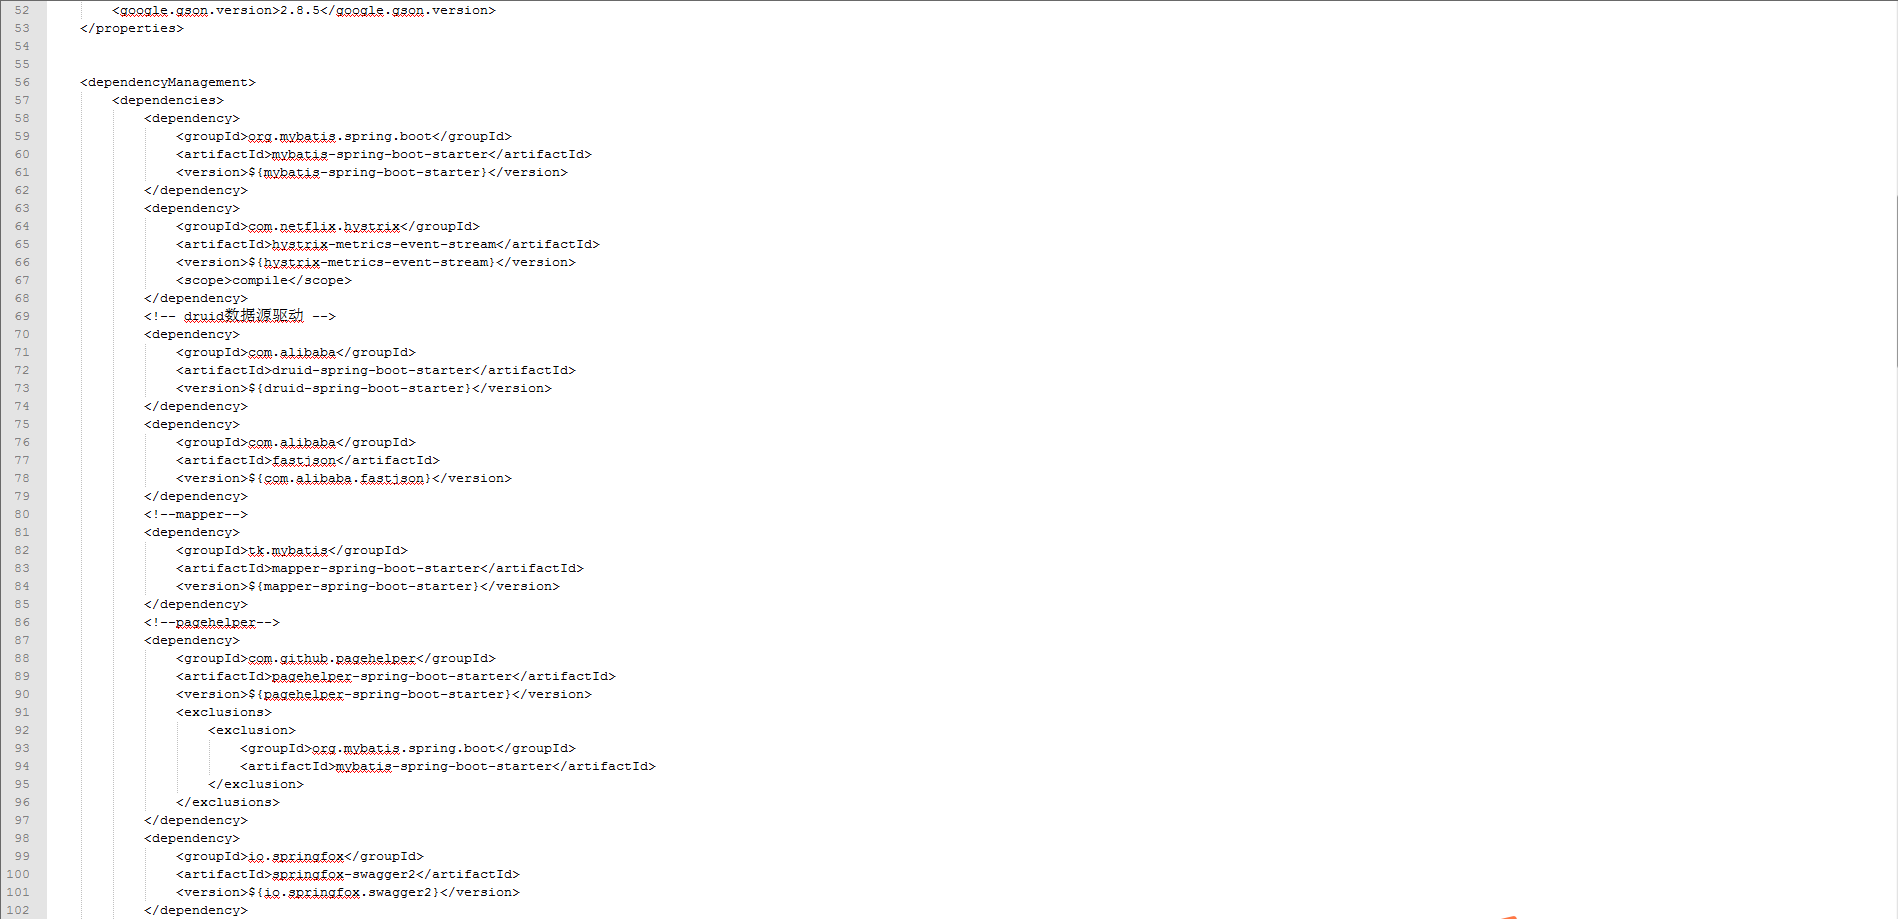 52 <google.gson.version>2.8.5</google.gson.version>
53 </properties>
54
55
56 <dependencyManagement>
57 <dependencies>
58 <dependency>
59 <groupId>org.mybatis.spring.boot</groupId>
60 <artifactId>mybatis-spring-boot-starter</artifactId>
61 <version>${mybatis-spring-boot-starter}</version>
62 </dependency>
63 <dependency>
64 <groupId>com.netflix.hystrix</groupId>
65 <artifactId>hystrix-metrics-event-stream</artifactId>
66 <version>${hystrix-metrics-event-stream}</version>
67 <scope>compile</scope>
68 </dependency>
69 <!-- druid数据源驱动 -->
70 <dependency>
71 <groupId>com.alibaba</groupId>
72 <artifactId>druid-spring-boot-starter</artifactId>
73 <version>${druid-spring-boot-starter}</version>
74 </dependency>
75 <dependency>
76 <groupId>com.alibaba</groupId>
77 <artifactId>fastjson</artifactId>
78 <version>${com.alibaba.fastjson}</version>
79 </dependency>
80 <!--mapper-->
81 <dependency>
82 <groupId>tk.mybatis</groupId>
83 <artifactId>mapper-spring-boot-starter</artifactId>
84 <version>${mapper-spring-boot-starter}</version>
85 </dependency>
86 <!--pagehelper-->
87 <dependency>
88 <groupId>com.github.pagehelper</groupId>
89 <artifactId>pagehelper-spring-boot-starter</artifactId>
90 <version>${pagehelper-spring-boot-starter}</version>
91 <exclusions>
92 <exclusion>
93 <groupId>org.mybatis.spring.boot</groupId>
94 <artifactId>mybatis-spring-boot-starter</artifactId>
95 </exclusion>
96 </exclusions>
97 </dependency>
98 <dependency>
99 <groupId>io.springfox</groupId>
100 <artifactId>springfox-swagger2</artifactId>
101 <version>${io.springfox.swagger2}</version>
102 </dependency>